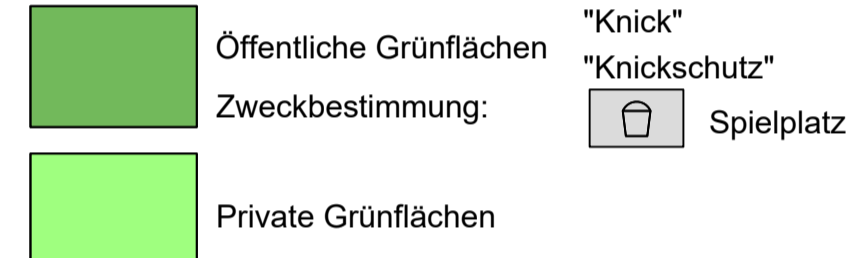 Öffentliche Grünflächen
Zweckbestimmung:
"Knick"
"Knickschutz"
Spielplatz
Private Grünflächen